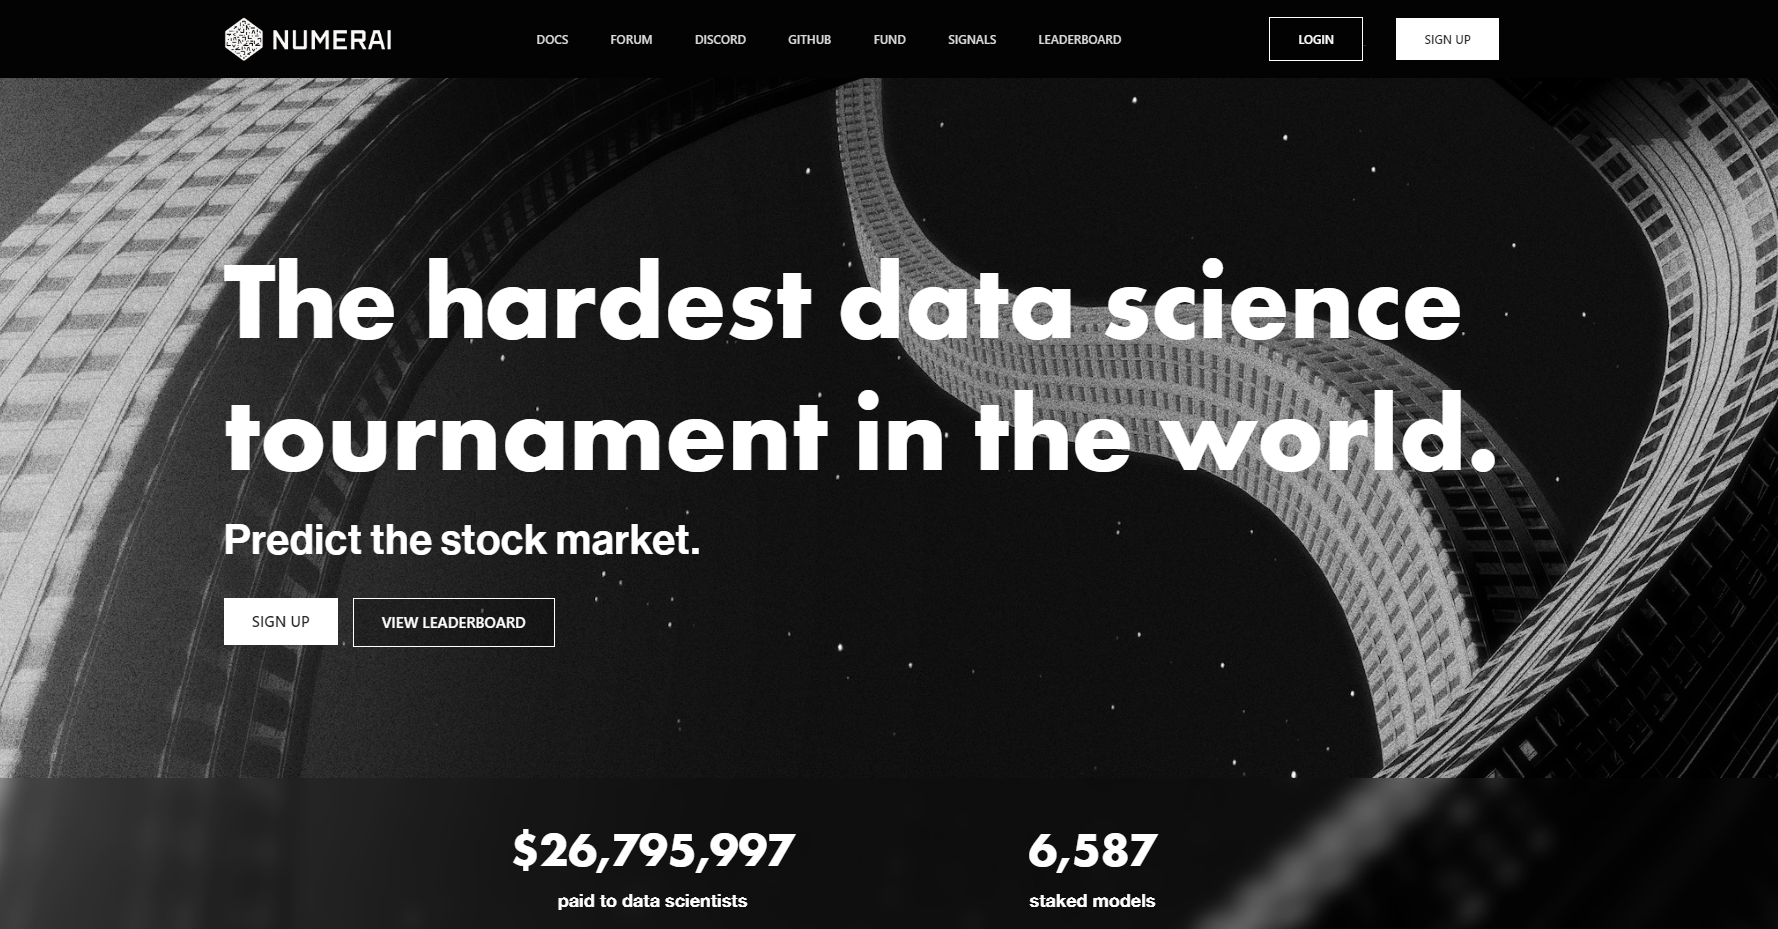 NUMERAI
DOCS
FORUM
DISCORD
GITHUB
FUND
SIGNALS
LEADERBOARD
LOGIN
SIGN UP
The hardest data science
tournament in the world.
Predict the stock market.
SIGN UP
VIEW LEADERBOARD
$26,795,997
paid to data scientists
6,587
staked models